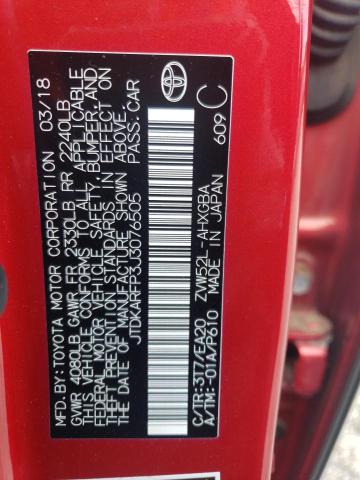 MFD.BY:TOYOTA MOTOR CORPORATION 03/18
GVWR 4080LB GAWR FR 2330LB RR 2240LB
THIS VEHICLE CONFORMS TO ALL APPLICABLE
FEDERAL MOTOR VEHICLE SAFETY, BUMPER, AND
THEFT PREVENTION STANDARDS IN EFFECT ON
THE DATE OF MANUFACTURE SHOWN ABOVE.
JTDKARFP3J3076505 PASS.CAR
C/TR:3T7/EA20 ZVW52L-AHXGBA
A/TM:-01A/P610 MADE IN JAPAN 609
C